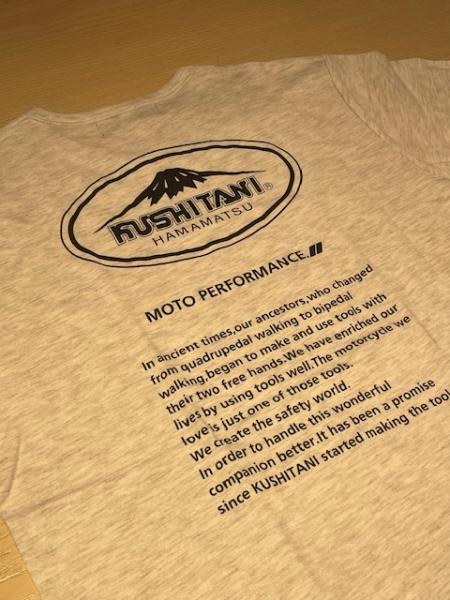 KUSHITANI®
HAMAMATSU
MOTO PERFORMANCE.
In ancient times,our ancestors,who changed
from quadrupedal walking to bipedal
walking,began to make and use tools with
their two free hands.We have enriched our
lives by using tools well.The motorcycle we
love is just one of those tools.
We create the safety world.
In order to handle this wonderful
companion better.It has been a promise
since KUSHITANI started making the tool